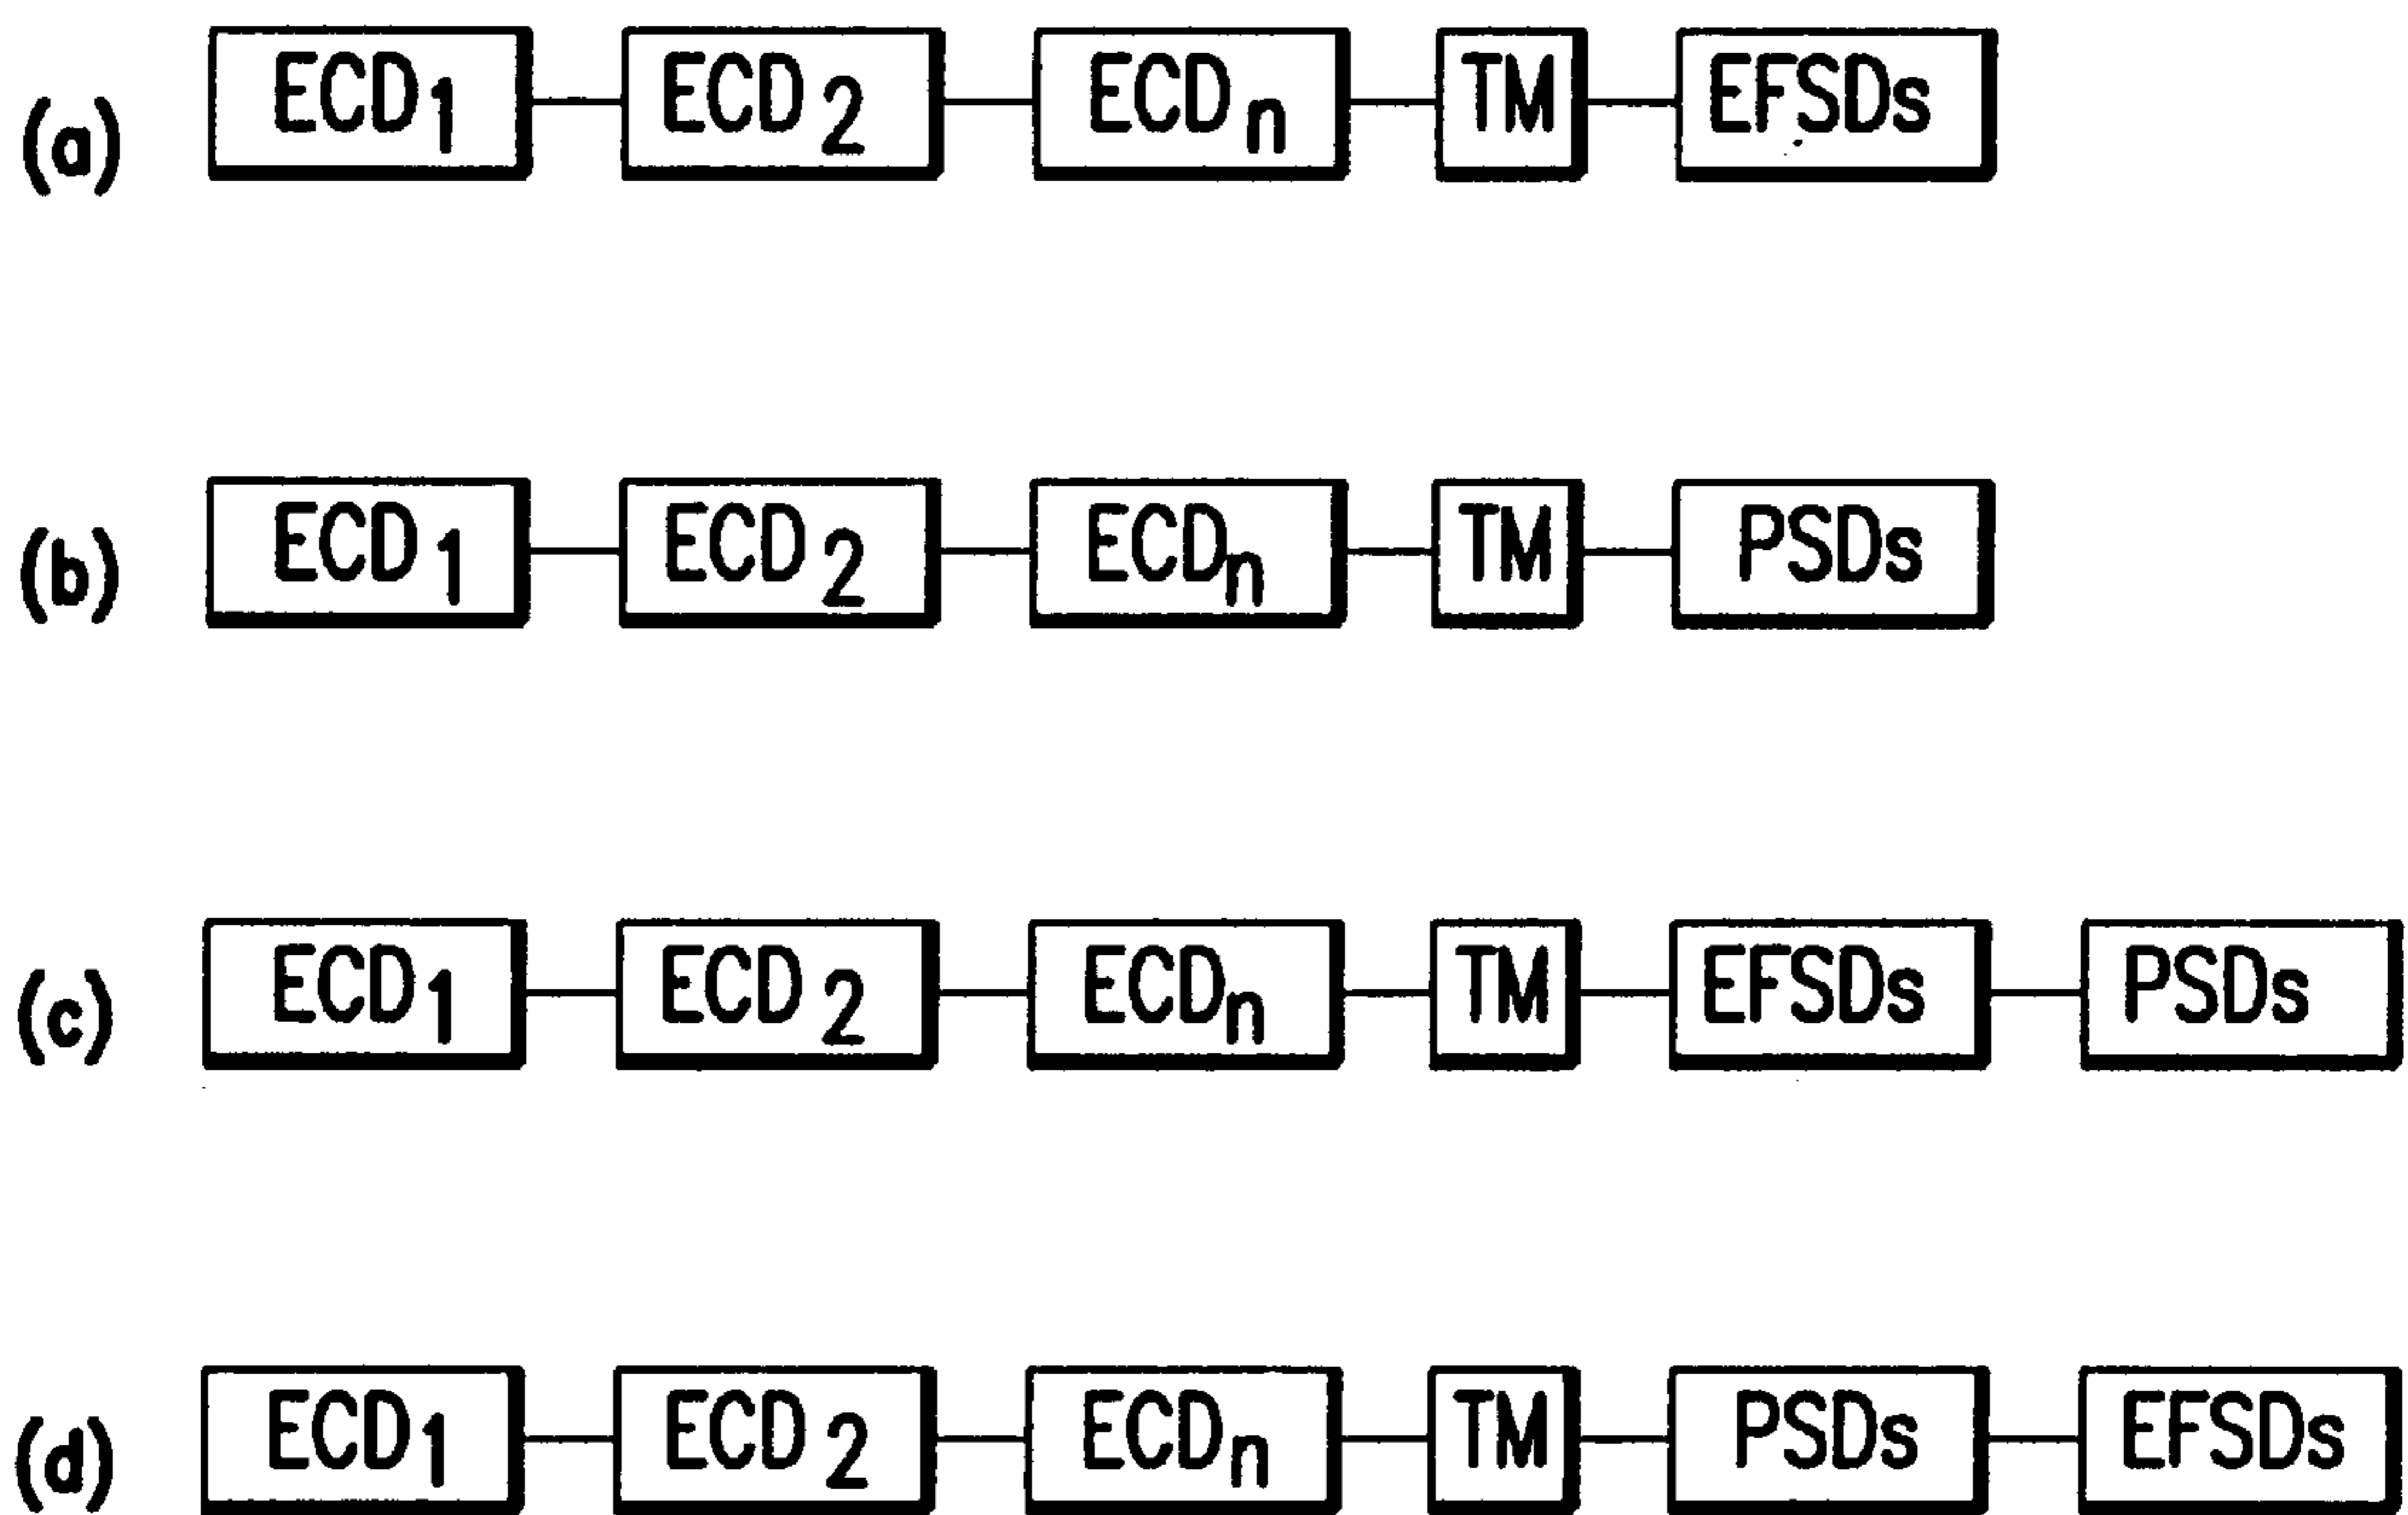 (a) ECD1 ECD2 ECDn TM EFSDs
(b) ECD1 ECD2 ECDn TM PSDs
(c) ECD1 ECD2 ECDn TM EFSDs PSDs
(d) ECD1 ECD2 ECDn TM PSDs EFSDs